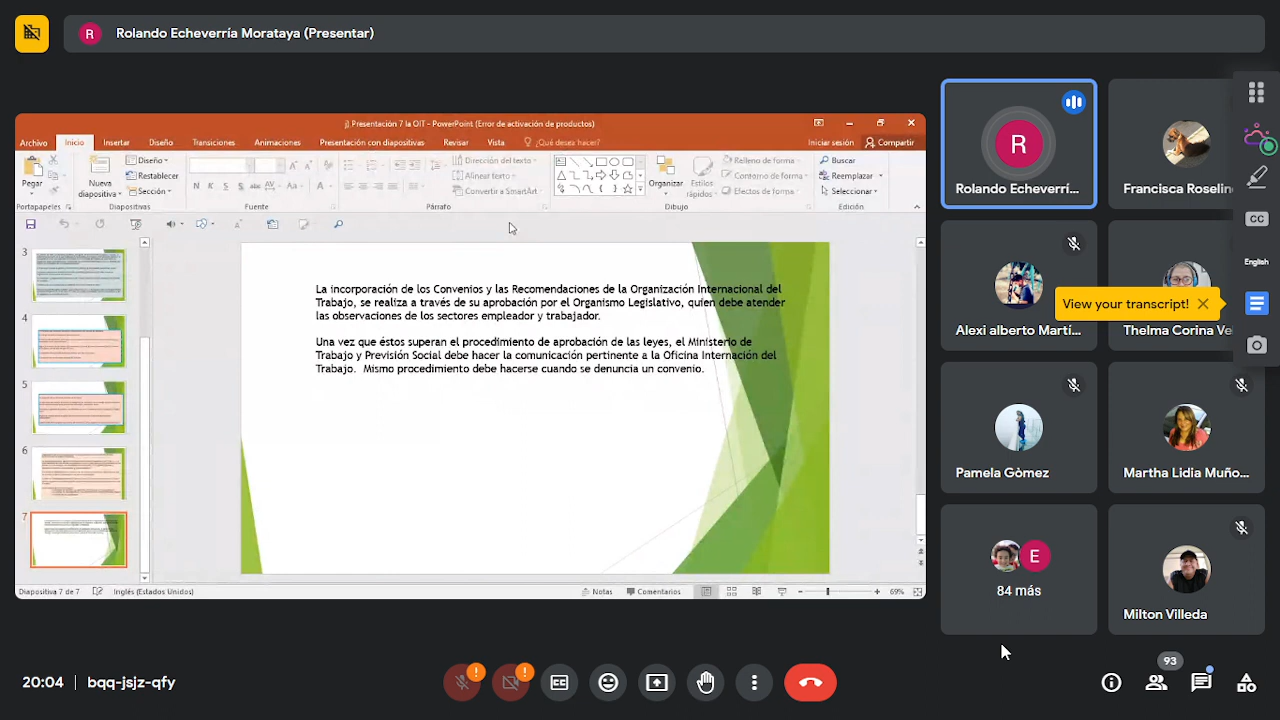 Rolando Echeverría Morataya (Presentar)
Presentación 7 la OIT - PowerPoint (Error de activación de productos)
Archivo Inicio Insertar Diseño Transiciones Animaciones Presentación con diapositivas Revisar Vista ¿Qué desea hacer? Iniciar sesión Compartir
Pegar
Portapapeles
Nueva diapositiva
Diseño
Restablecer
Sección
Diapositivas
N K S S abc AV Aa A
Fuente
Dirección del texto
Alinear texto
Convertir a SmartArt
Párrafo
Organizar
Estilos rápidos
Relleno de forma
Contorno de forma
Efectos de forma
Dibujo
Buscar
Reemplazar
Seleccionar
Edición
3
4
5
6
7
La incorporación de los Convenios y las Recomendaciones de la Organización Internacional del
Trabajo, se realiza a través de su aprobación por el Organismo Legislativo, quien debe atender
las observaciones de los sectores empleador y trabajador.
Una vez que éstos superan el procedimiento de aprobación de las leyes, el Ministerio de
Trabajo y Previsión Social debe hacer la comunicación pertinente a la Oficina Internación del
Trabajo. Mismo procedimiento debe hacerse cuando se denuncia un convenio.
Diapositiva 7 de 7 Inglés (Estados Unidos) Notas Comentarios 69%
R
Rolando Echeverrí...
Francisca Roselin
Alexi alberto Martí...
Thelma Corina Ve
View your transcript!
CC
English
Pamela Gòmez
Martha Lidia Muño...
E
84 más
Milton Villeda
20:04 bqq-jsjz-qfy
93